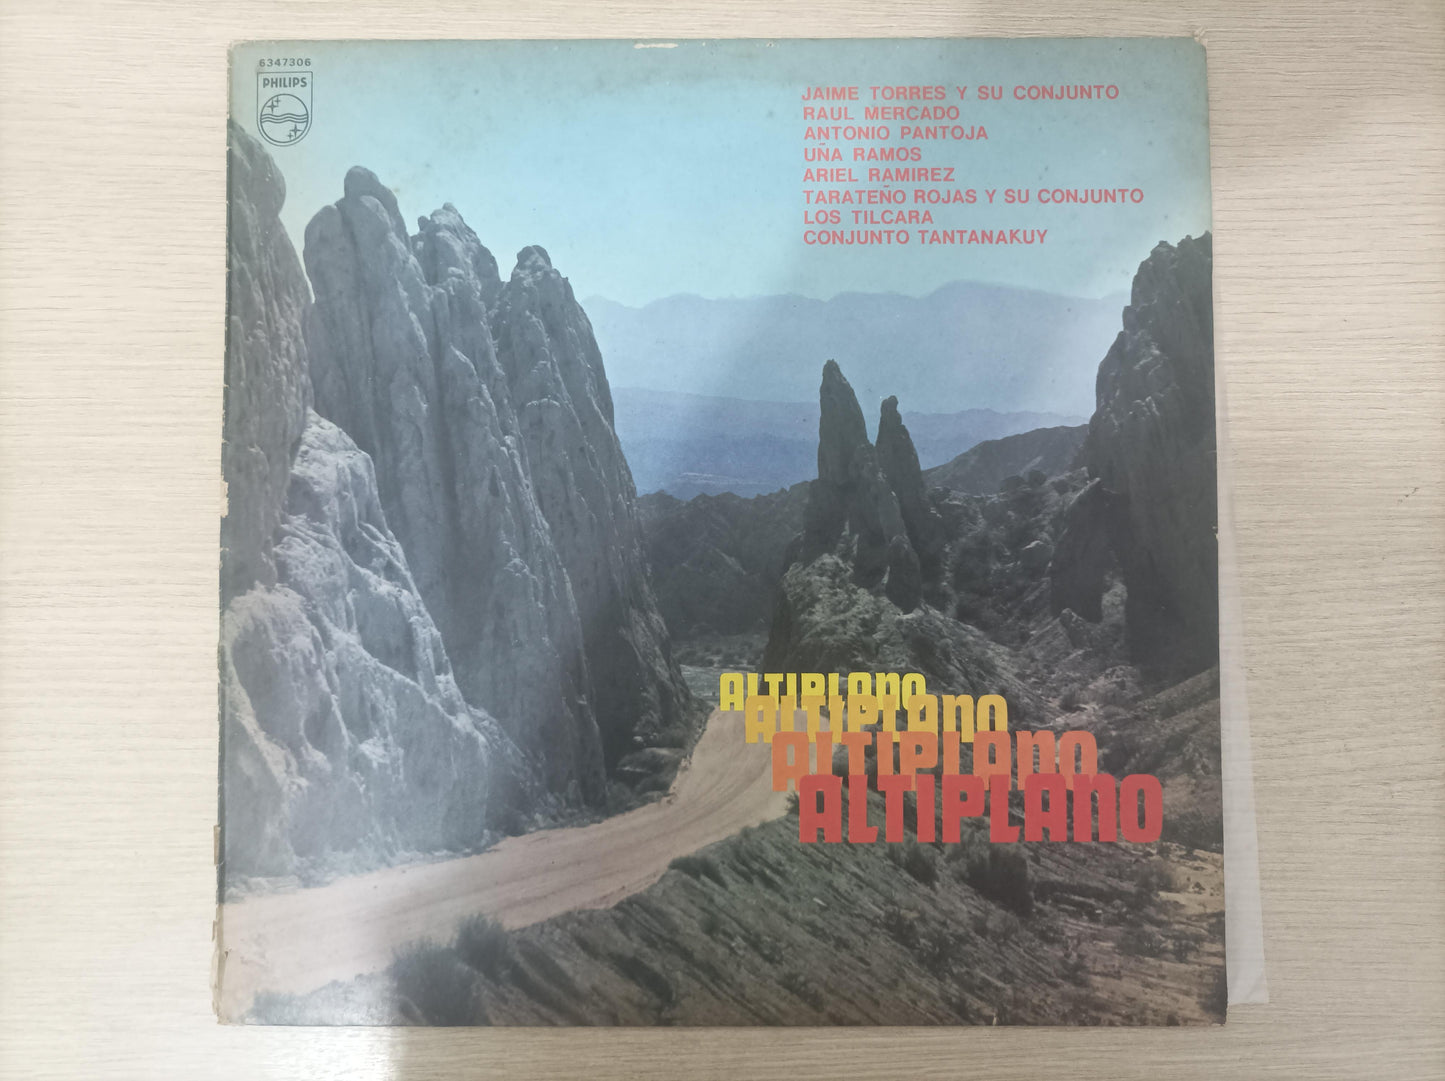 6347306
PHILIPS
JAIME TORRES Y SU CONJUNTO
RAUL MERCADO
ANTONIO PANTOJA
UÑA RAMOS
ARIEL RAMIREZ
TARATEÑO ROJAS Y SU CONJUNTO
LOS TILCARA
CONJUNTO TANTANAKUY
ALTIPLANO
ALTIPLANO
ALTIPLANO
ALTIPLANO